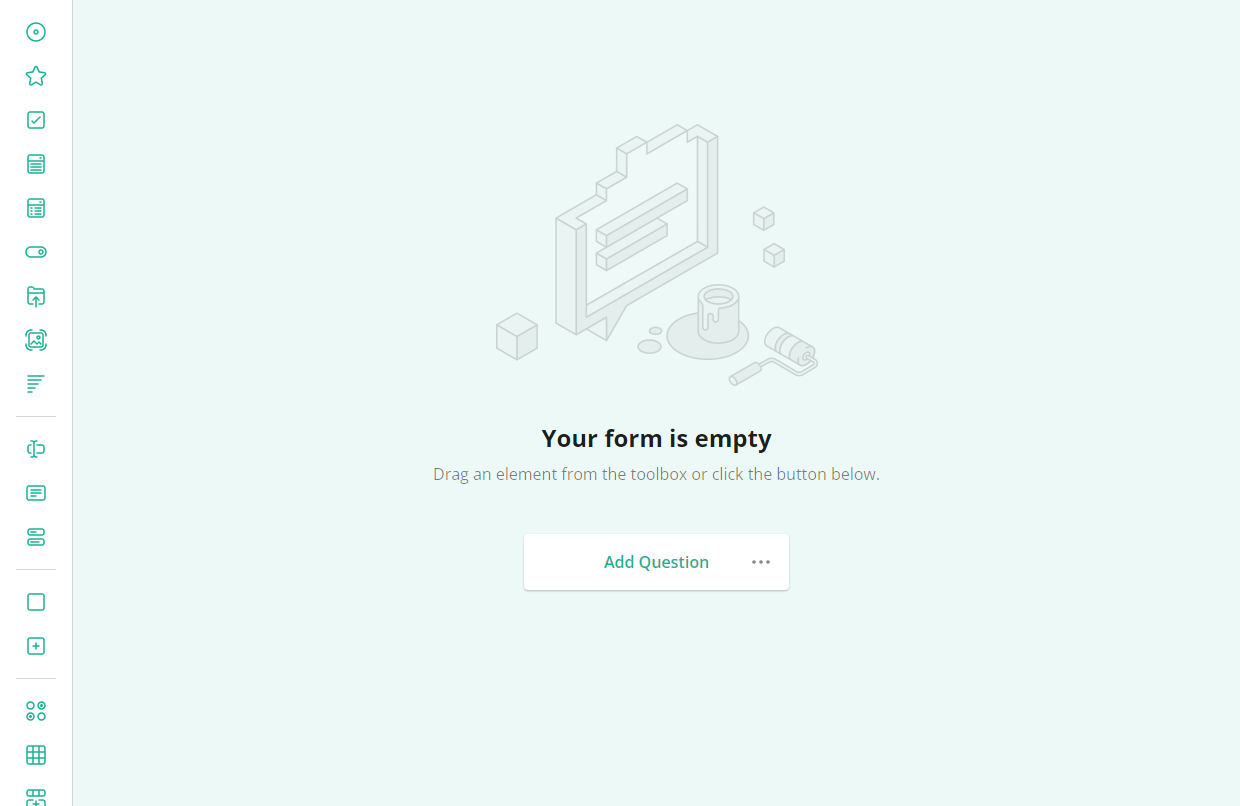 Your form is empty
Drag an element from the toolbox or click the button below.
Add Question